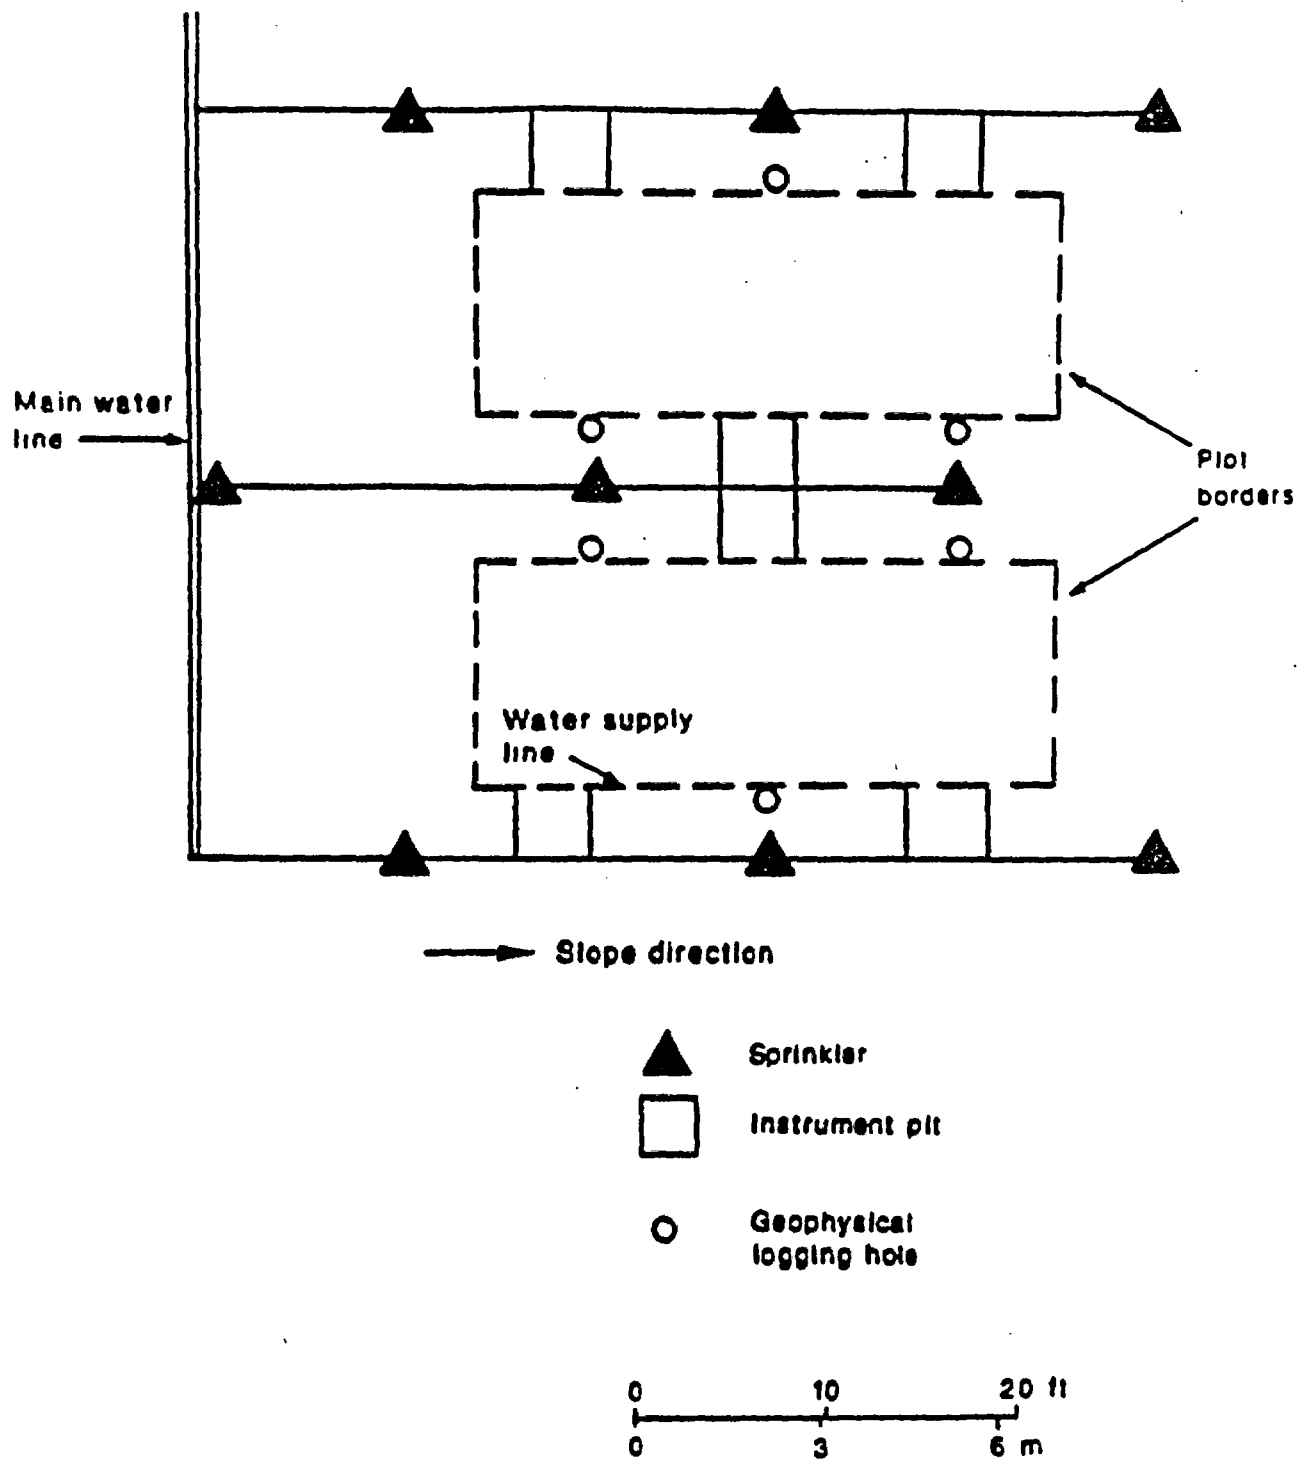 Main water
line
Plot
borders
Water supply
line
Slope direction
Sprinkler
Instrument pit
Geophysical
logging hole
0 10 20 ft
0 3 6 m